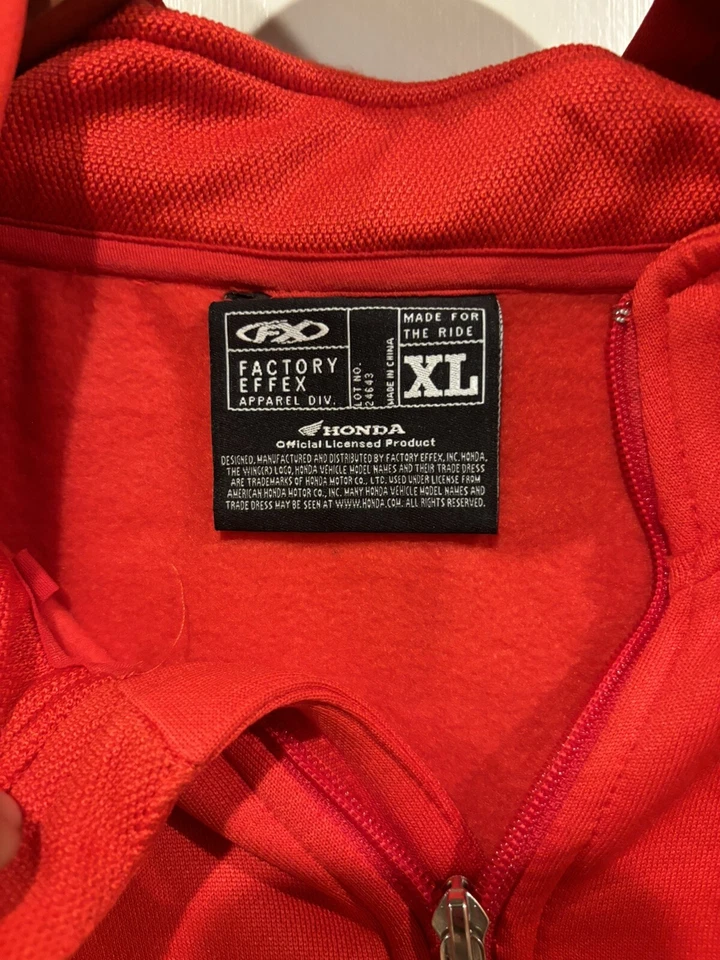 FX
FACTORY
EFFEX
APPAREL DIV.
LOT NO.
24643
MADE IN CHINA
MADE FOR
THE RIDE
XL
HONDA
Official Licensed Product
DESIGNED, MANUFACTURED AND DISTRIBUTED BY FACTORY EFFEX, INC. HONDA,
THE WING(R) LOGO, HONDA VEHICLE MODEL NAMES AND THEIR TRADE DRESS
ARE TRADEMARKS OF HONDA MOTOR CO., LTD. USED UNDER LICENSE FROM
AMERICAN HONDA MOTOR CO., INC. MANY HONDA VEHICLE MODEL NAMES AND
TRADE DRESS MAY BE SEEN AT WWW.HONDA.COM. ALL RIGHTS RESERVED.